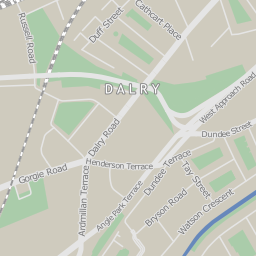 Cathcart Place
Duff Street
Russell Road
DALRY
West Approach Road
Dalry Road
Dundee Street
Henderson Terrace
Gorgie Road
Ardmillan Terrace
Dundee Terrace
Tay Street
Angle Park Terrace
Bryson Road
Watson Crescent